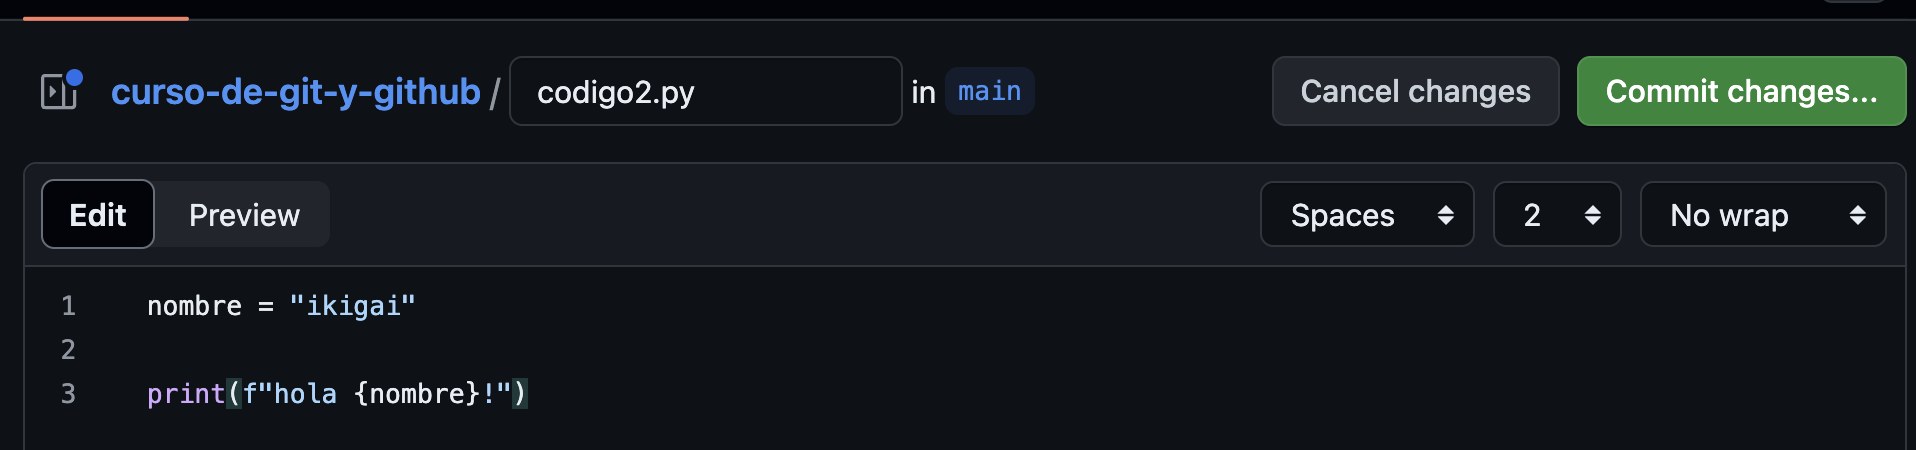 curso-de-git-y-github / codigo2.py in main Cancel changes Commit changes...
Edit Preview Spaces 2 No wrap
1 nombre = "ikigai"
2
3 print(f"hola {nombre}!")